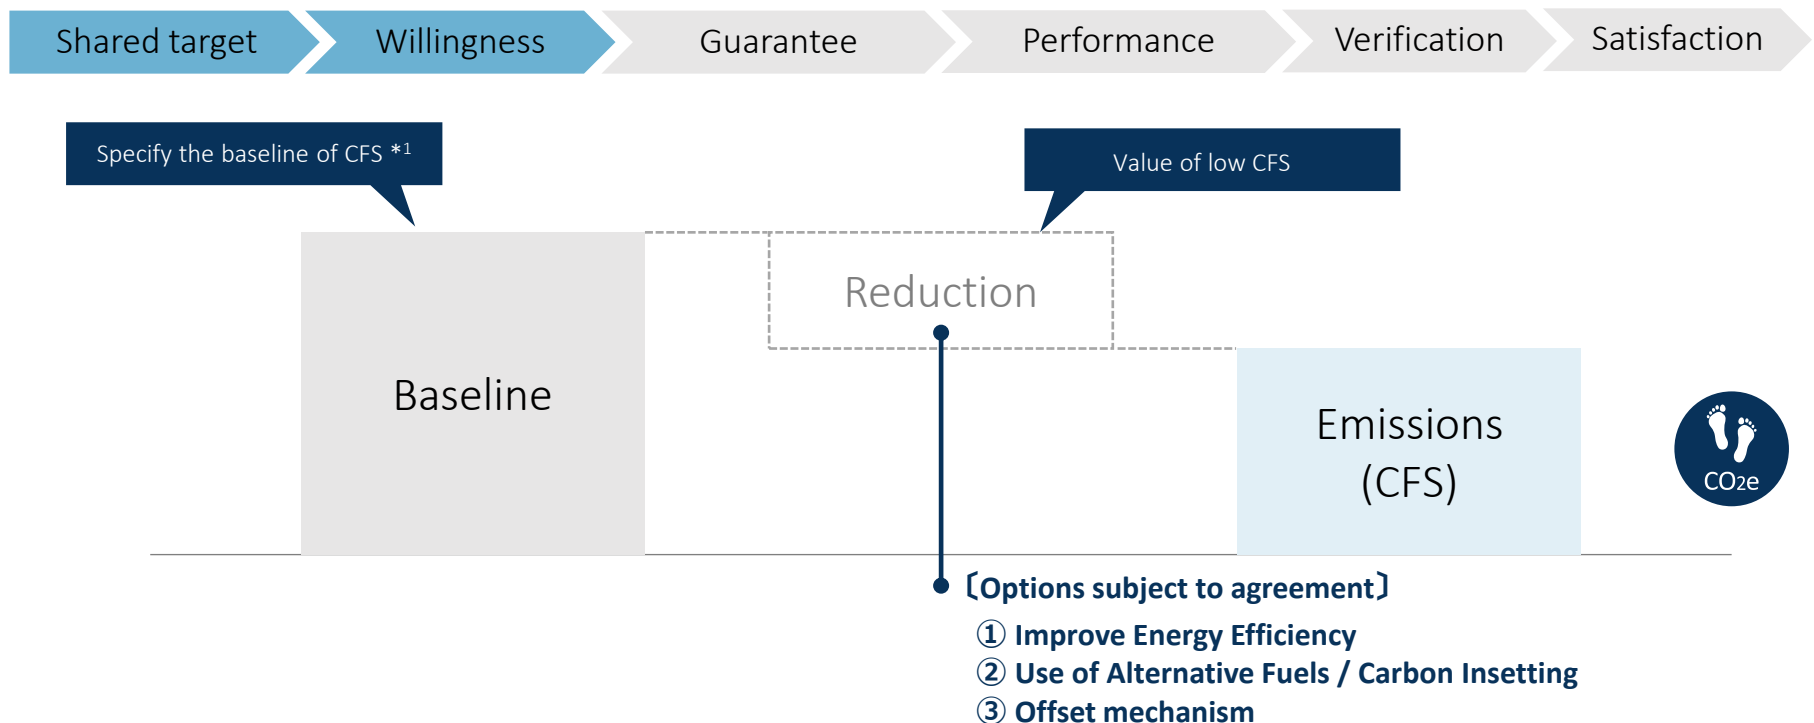 Shared target
Willingness
Guarantee
Performance
Verification
Satisfaction
Specify the baseline of CFS *1
Value of low CFS
Reduction
Baseline
Emissions
(CFS)
CO2e
〔Options subject to agreement〕
① Improve Energy Efficiency
② Use of Alternative Fuels / Carbon Insetting
③ Offset mechanism